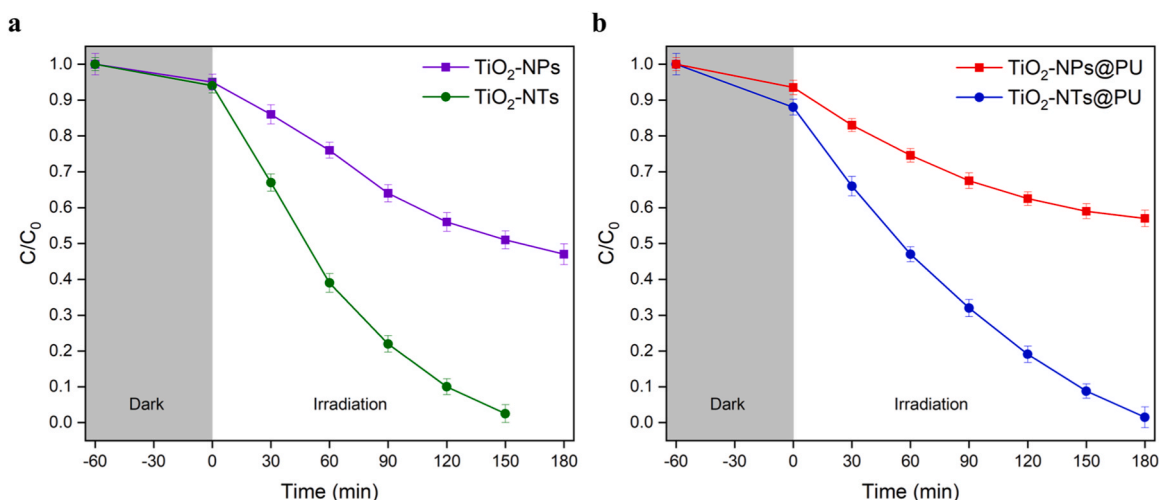 a
TiO₂-NPs
TiO₂-NTs
C/C₀
1.0
0.9
0.8
0.7
0.6
0.5
0.4
0.3
0.2
0.1
0.0
Dark
Irradiation
-60 -30 0 30 60 90 120 150 180
Time (min)
b
TiO₂-NPs@PU
TiO₂-NTs@PU
C/C₀
1.0
0.9
0.8
0.7
0.6
0.5
0.4
0.3
0.2
0.1
0.0
Dark
Irradiation
-60 -30 0 30 60 90 120 150 180
Time (min)